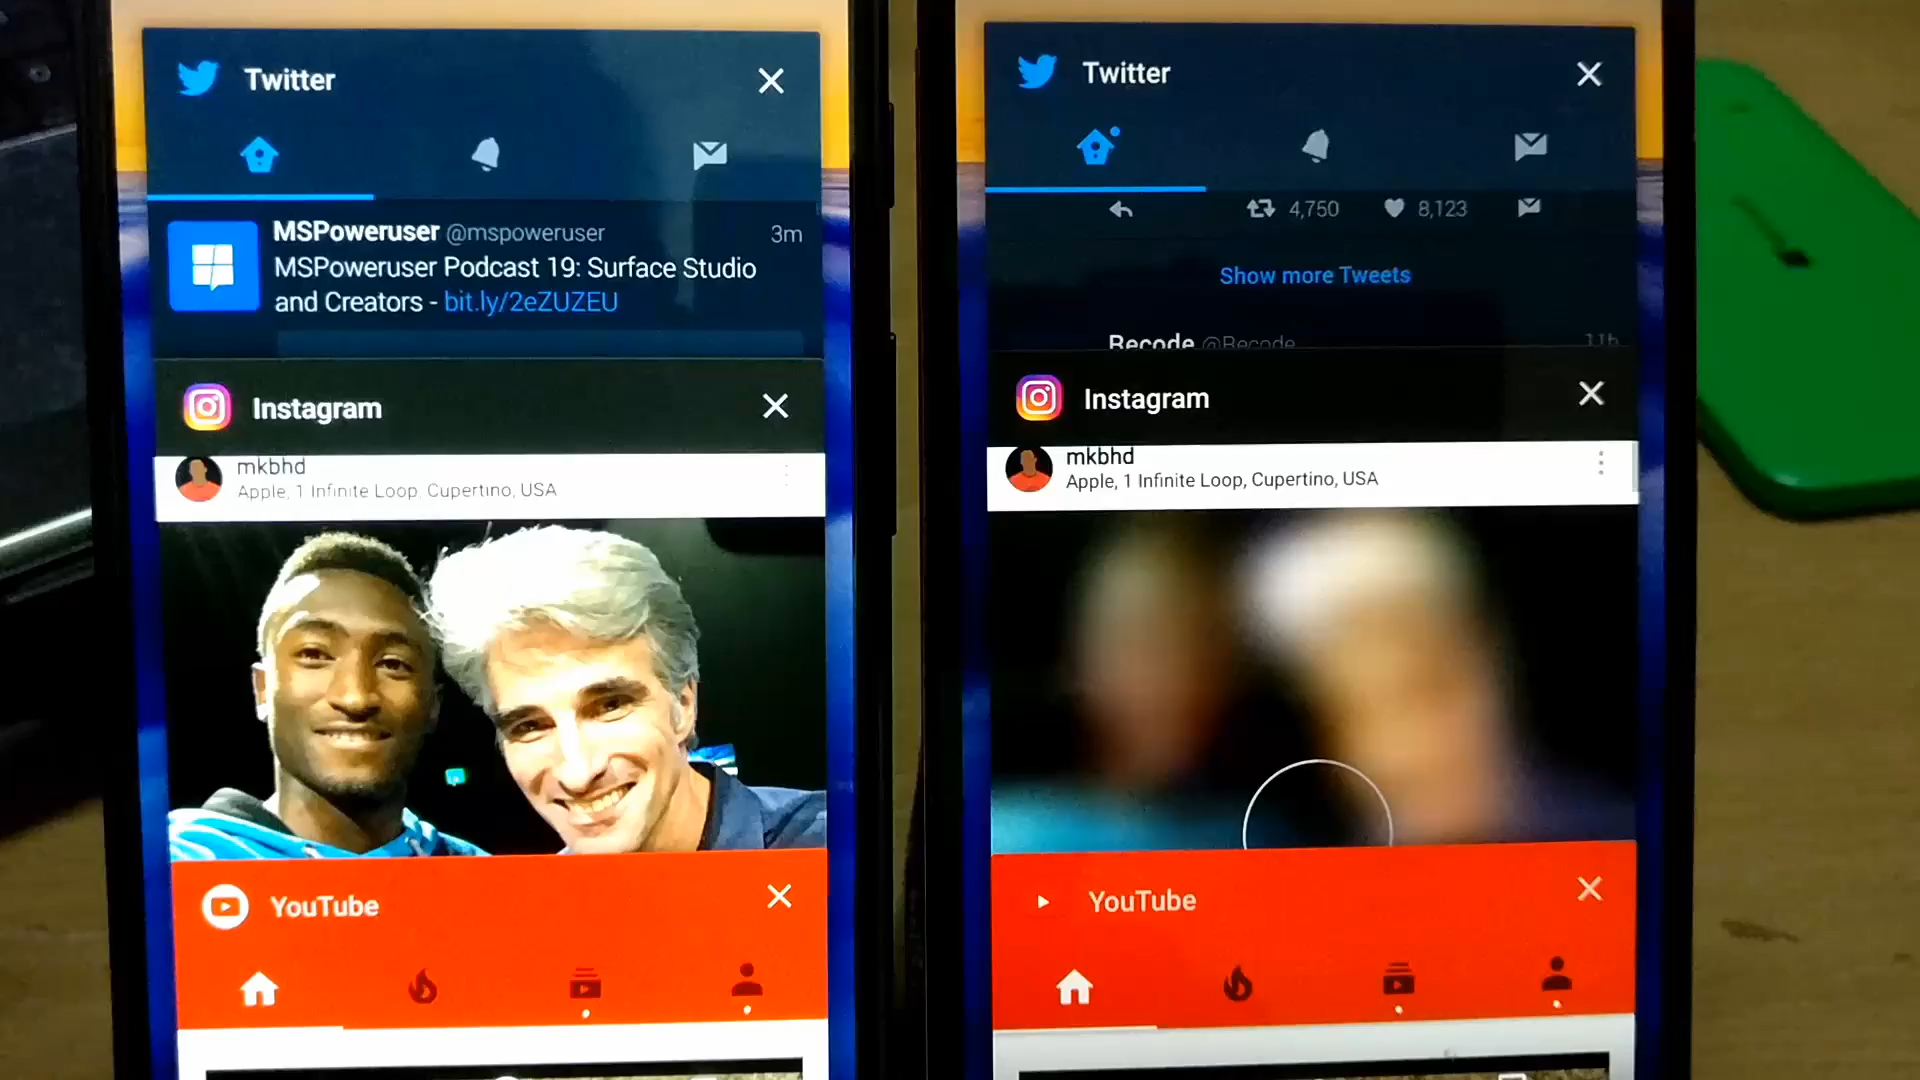 Twitter
MSPoweruser @mspoweruser 3m
MSPoweruser Podcast 19: Surface Studio
and Creators - bit.ly/2eZUZEU
Instagram
mkbhd
Apple, 1 Infinite Loop, Cupertino, USA
YouTube
Twitter
4,750 8,123
Show more Tweets
Recode @Recode 11h
Instagram
mkbhd
Apple, 1 Infinite Loop, Cupertino, USA
YouTube